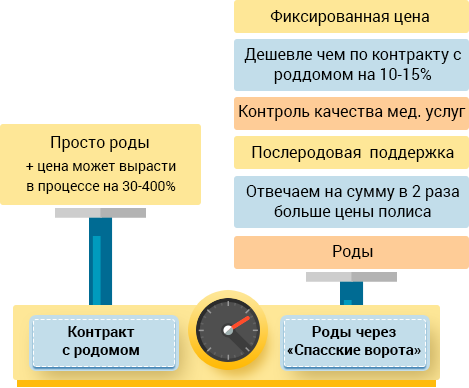 Фиксированная цена
Дешевле чем по контракту с
роддомом на 10-15%
Контроль качества мед. услуг
Послеродовая поддержка
Отвечаем на сумму в 2 раза
больше цены полиса
Роды
Просто роды
+ цена может вырасти
в процессе на 30-400%
Контракт
с родомом
Роды через
«Спасские ворота»